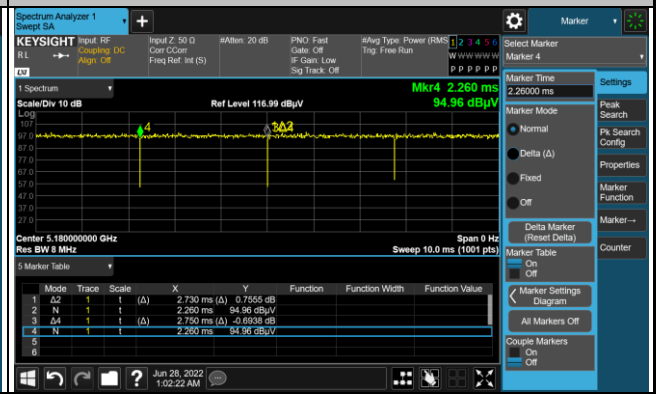 Spectrum Analyzer 1
Swept SA
Marker
KEYSIGHT
RL
LXI
Input: RF
Coupling: DC
Align: Off
Input Z: 50 Ω
Corr CCorr
Freq Ref: Int (S)
#Atten: 20 dB
PNO: Fast
Gate: Off
IF Gain: Low
Sig Track: Off
#Avg Type: Power (RMS)
Trig: Free Run
1 2 3 4 5 6
W W W W W W
P P P P P P
Select Marker
Marker 4
1 Spectrum
Mkr4 2.260 ms
94.96 dBµV
Scale/Div 10 dB
Ref Level 116.99 dBµV
Log
107
97.0
87.0
77.0
67.0
57.0
47.0
37.0
27.0
4
Center 5.180000000 GHz
Res BW 8 MHz
Span 0 Hz
Sweep 10.0 ms (1001 pts)
5 Marker Table
Mode Trace Scale X Y Function Function Width Function Value
1 Δ2 1 t (Δ) 2.730 ms (Δ) 0.7555 dB
2 N 1 t 2.260 ms 94.96 dBµV
3 Δ4 1 t (Δ) 2.750 ms (Δ) -0.6938 dB
4 N 1 t 2.260 ms 94.96 dBµV
5
6
Marker Time
2.26000 ms
Marker Mode
Normal
Delta (Δ)
Fixed
Off
Delta Marker
(Reset Delta)
Marker Table
On
Off
Marker Settings
Diagram
All Markers Off
Couple Markers
On
Off
Settings
Peak
Search
Pk Search
Config
Properties
Marker
Function
Marker→
Counter
Jun 28, 2022
1:02:22 AM